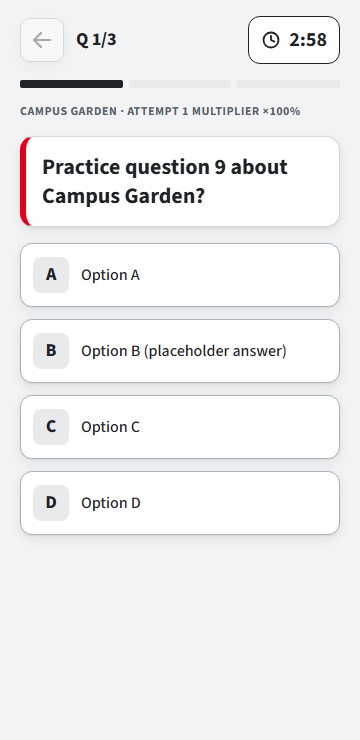 Q 1/3
2:58
CAMPUS GARDEN · ATTEMPT 1 MULTIPLIER ×100%
Practice question 9 about
Campus Garden?
A Option A
B Option B (placeholder answer)
C Option C
D Option D